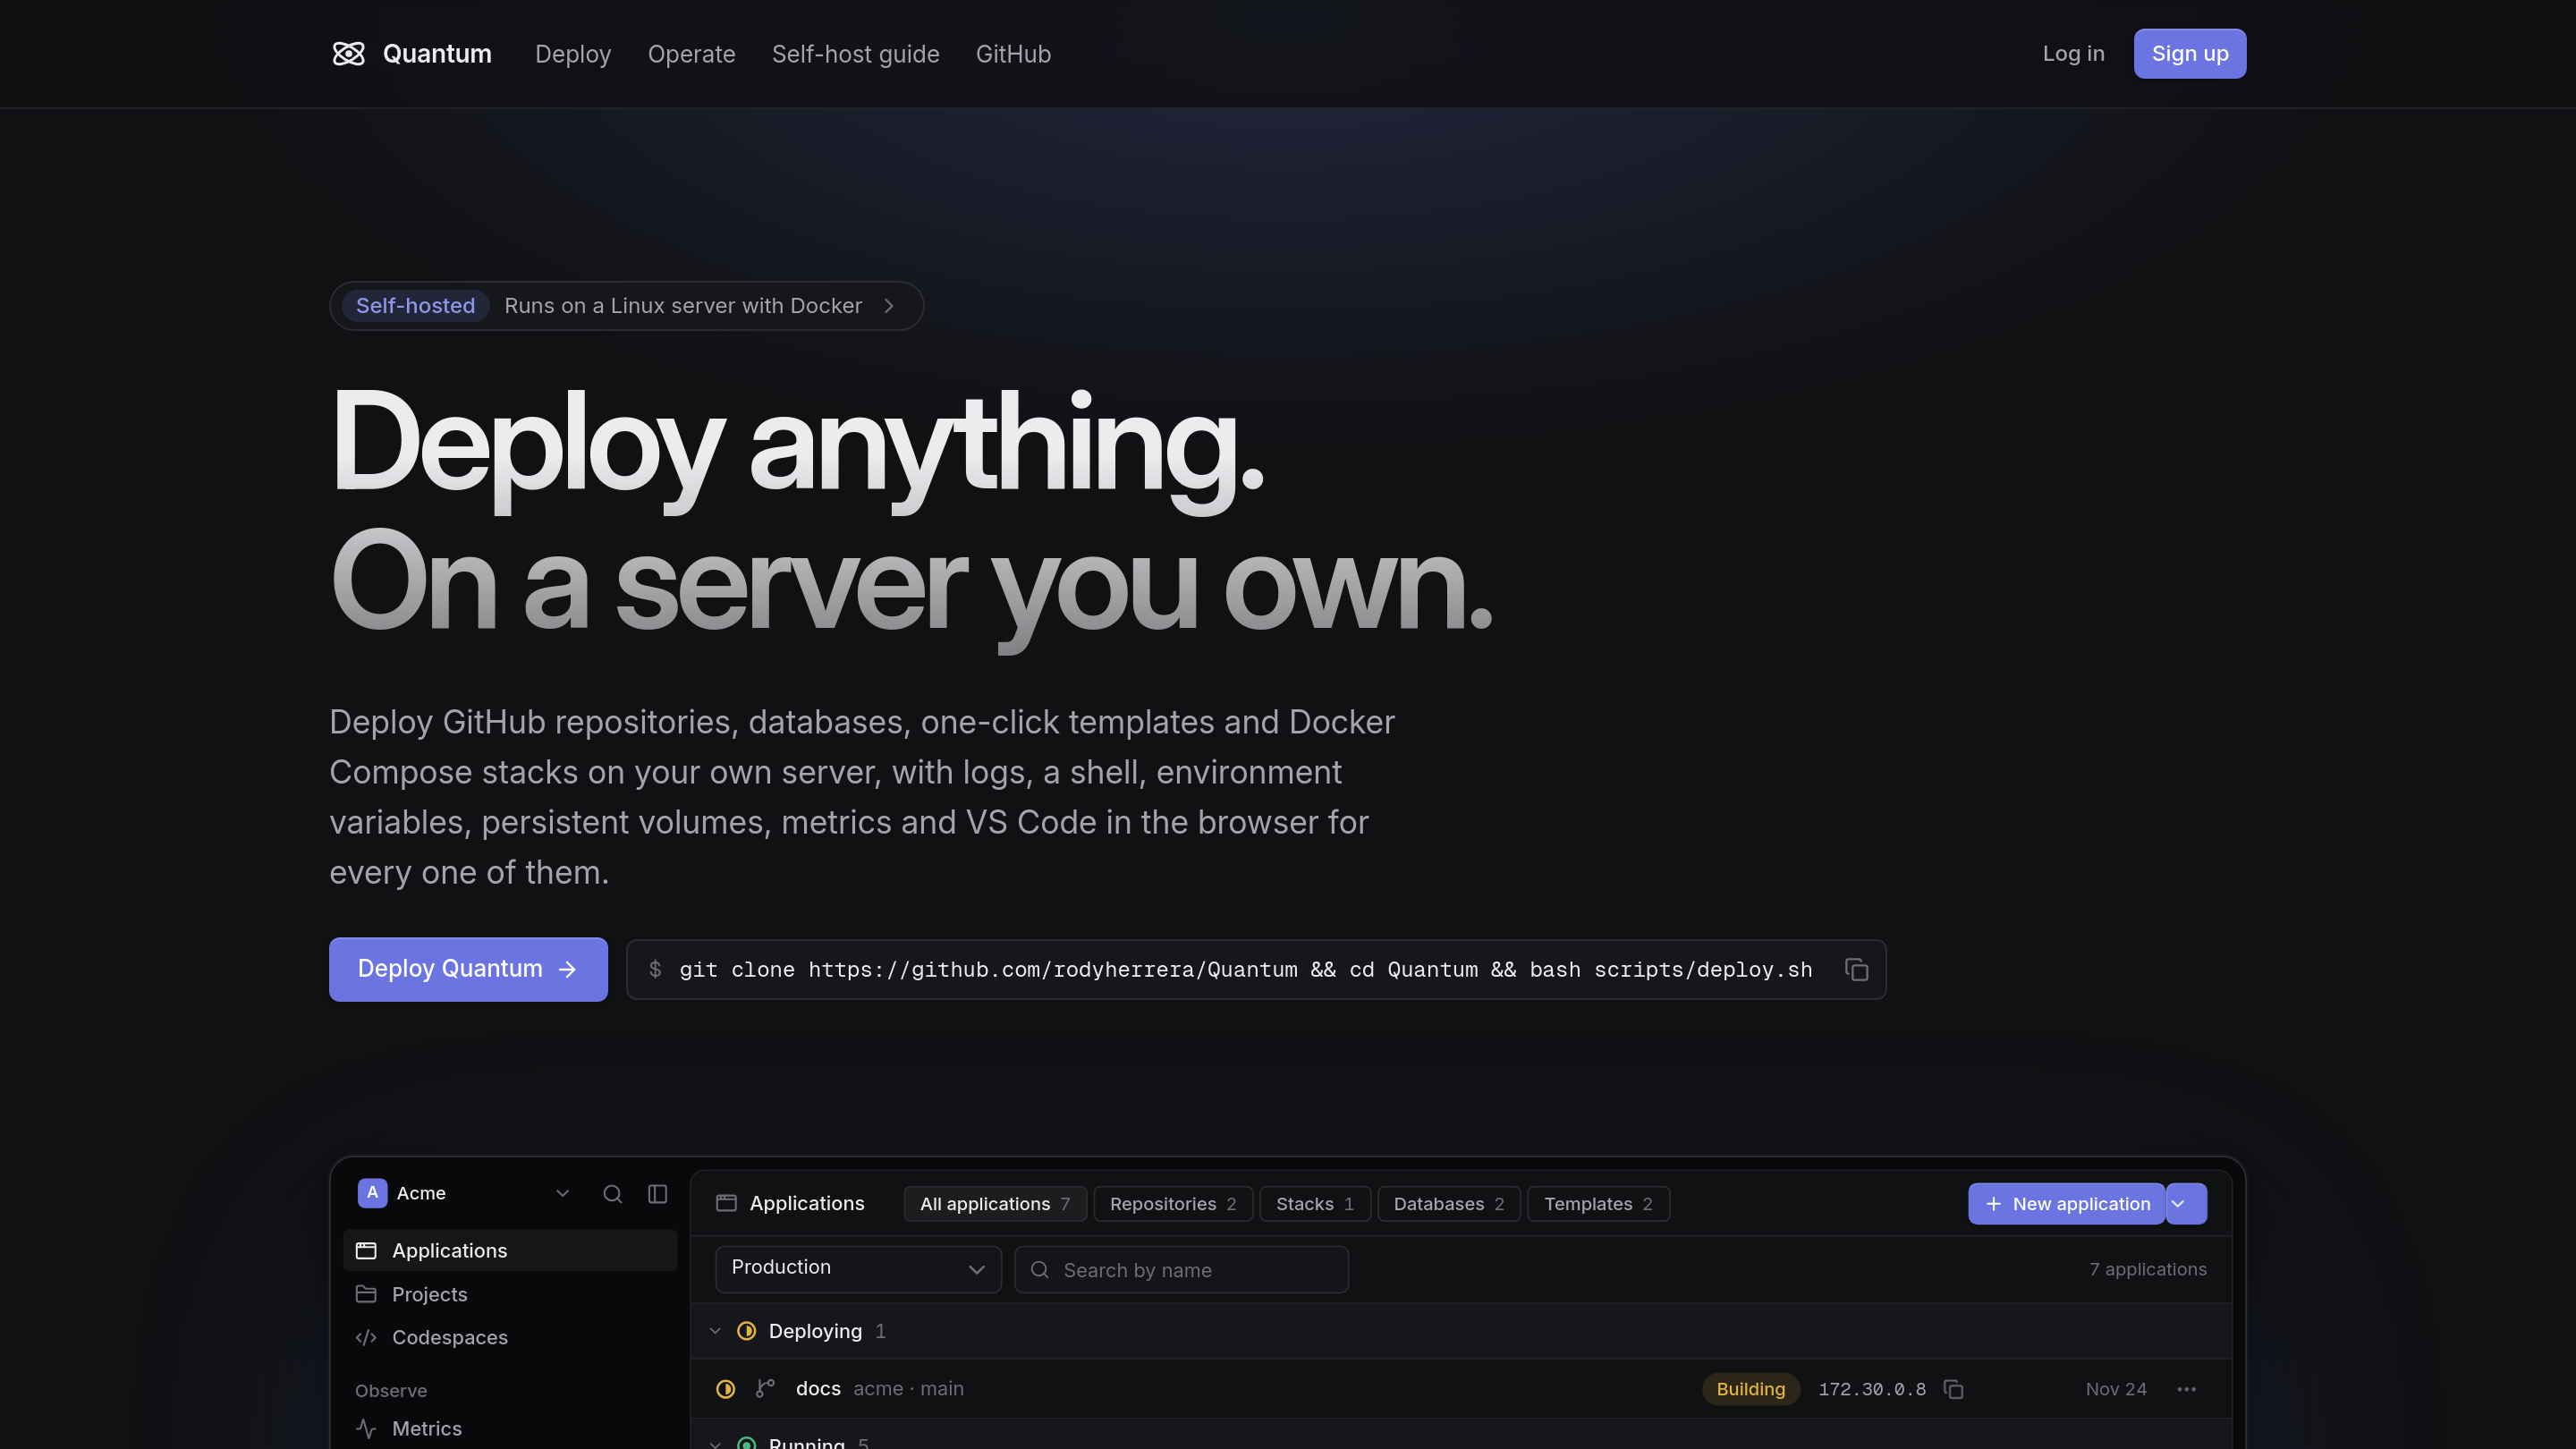 Quantum Deploy Operate Self-host guide GitHub Log in Sign up
Self-hosted Runs on a Linux server with Docker
Deploy anything.
On a server you own.
Deploy GitHub repositories, databases, one-click templates and Docker
Compose stacks on your own server, with logs, a shell, environment
variables, persistent volumes, metrics and VS Code in the browser for
every one of them.
Deploy Quantum $ git clone https://github.com/rodyherrera/Quantum && cd Quantum && bash scripts/deploy.sh
A Acme
Applications
Projects
Codespaces
Observe
Metrics
Applications All applications 7 Repositories 2 Stacks 1 Databases 2 Templates 2 New application
Production Search by name 7 applications
Deploying 1
docs acme · main Building 172.30.0.8 Nov 24
Running 5